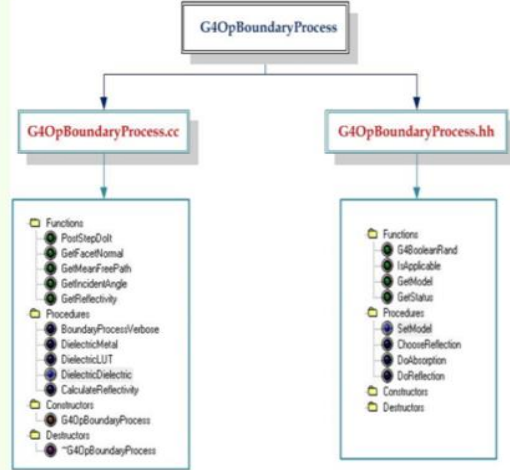 G4OpBoundaryProcess
G4OpBoundaryProcess.cc
Functions
PostStepDoIt
GetFacetNormal
GetMeanFreePath
GetIncidentAngle
GetReflectivity
Procedures
BoundaryProcessVerbose
DielectricMetal
DielectricLUT
DielectricDielectric
CalculateReflectivity
Constructors
G4OpBoundaryProcess
Destructors
~G4OpBoundaryProcess
G4OpBoundaryProcess.hh
Functions
G4BooleanRand
IsApplicable
GetModel
GetStatus
Procedures
SetModel
ChooseReflection
DoAbsorption
DoReflection
Constructors
Destructors